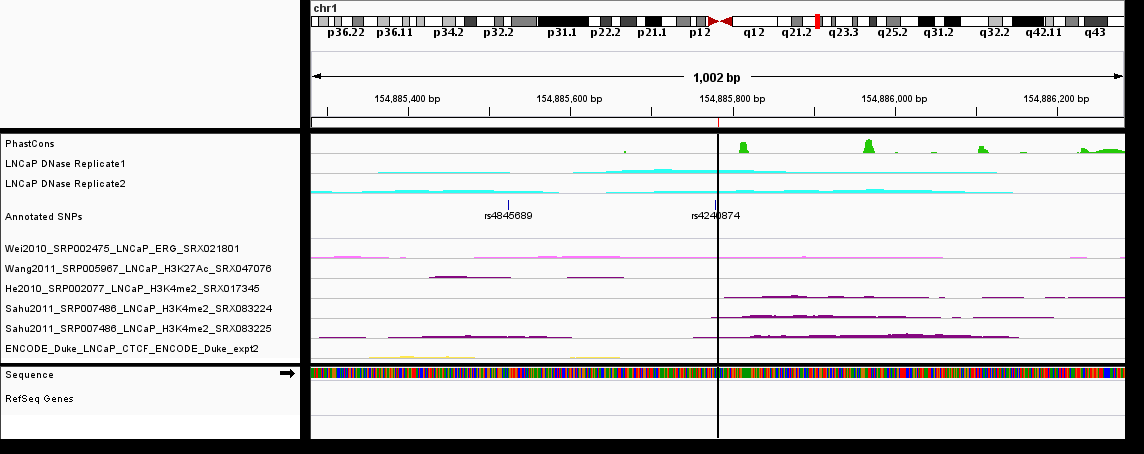 chr1
p36.22 p36.11 p34.2 p32.2 p31.1 p22.2 p21.1 p12 q12 q21.2 q23.3 q25.2 q31.2 q32.2 q42.11 q43
1,002 bp
154,885,400 bp 154,885,600 bp 154,885,800 bp 154,886,000 bp 154,886,200 bp
PhastCons
LNCaP DNase Replicate1
LNCaP DNase Replicate2
Annotated SNPs
rs4845689 rs4240874
Wei2010_SRP002475_LNCaP_ERG_SRX021801
Wang2011_SRP005967_LNCaP_H3K27Ac_SRX047076
He2010_SRP002077_LNCaP_H3K4me2_SRX017345
Sahu2011_SRP007486_LNCaP_H3K4me2_SRX083224
Sahu2011_SRP007486_LNCaP_H3K4me2_SRX083225
ENCODE_Duke_LNCaP_CTCF_ENCODE_Duke_expt2
Sequence
RefSeq Genes